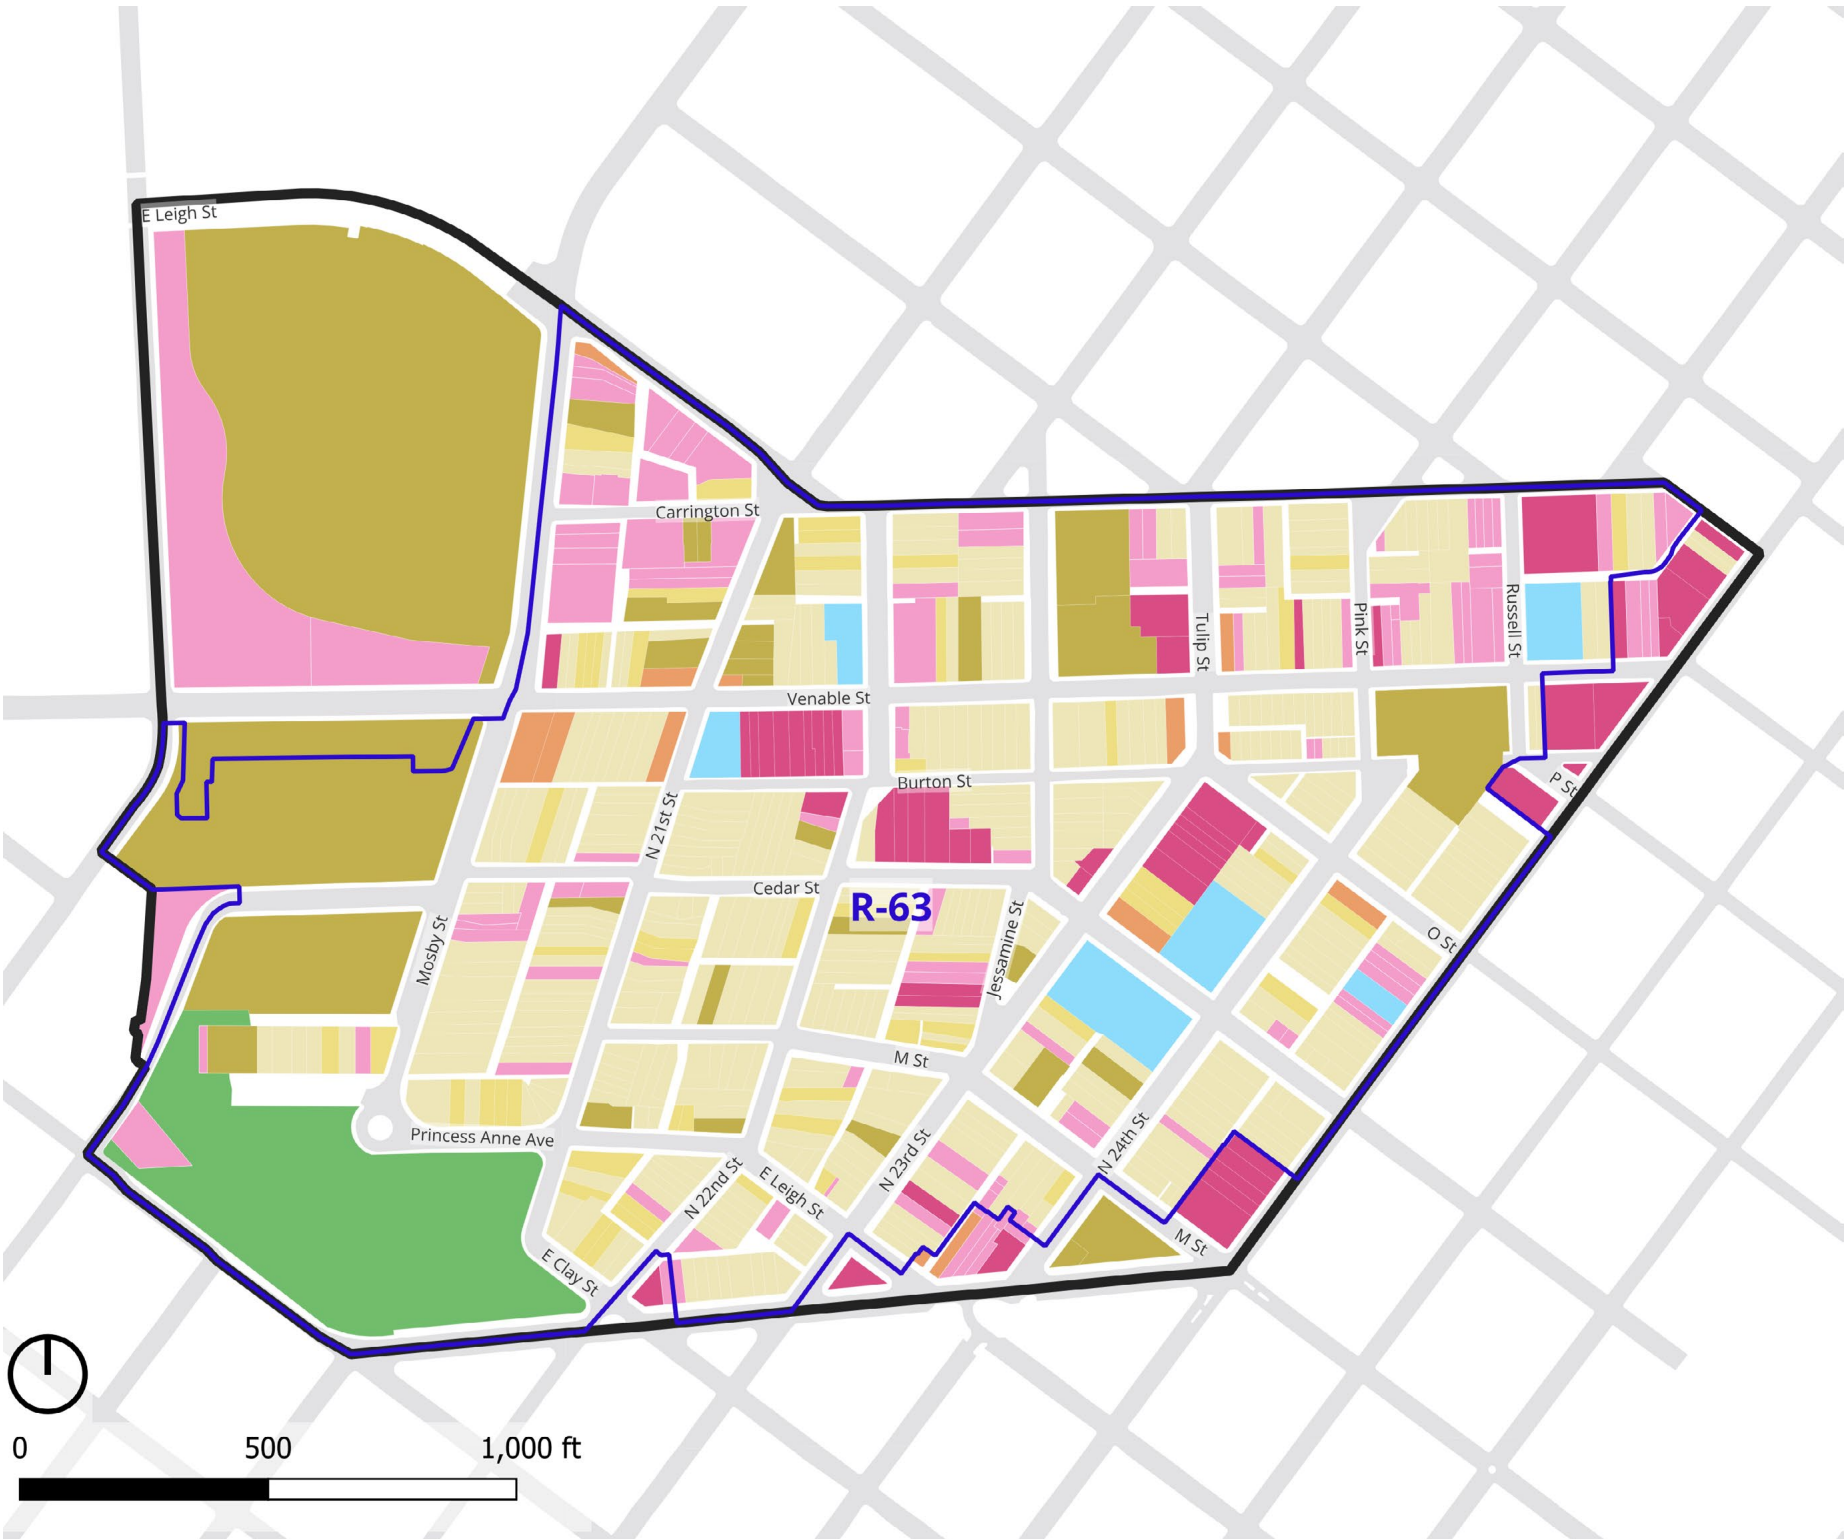 E Leigh St
Carrington St
Tulip St
Pink St
Russell St
Venable St
Burton St
P St
N 21st St
Cedar St
R-63
Mosby St
Jessamine St
O St
M St
Princess Anne Ave
N 22nd St
E Leigh St
N 23rd St
N 24th St
M St
E Clay St
0 500 1,000 ft